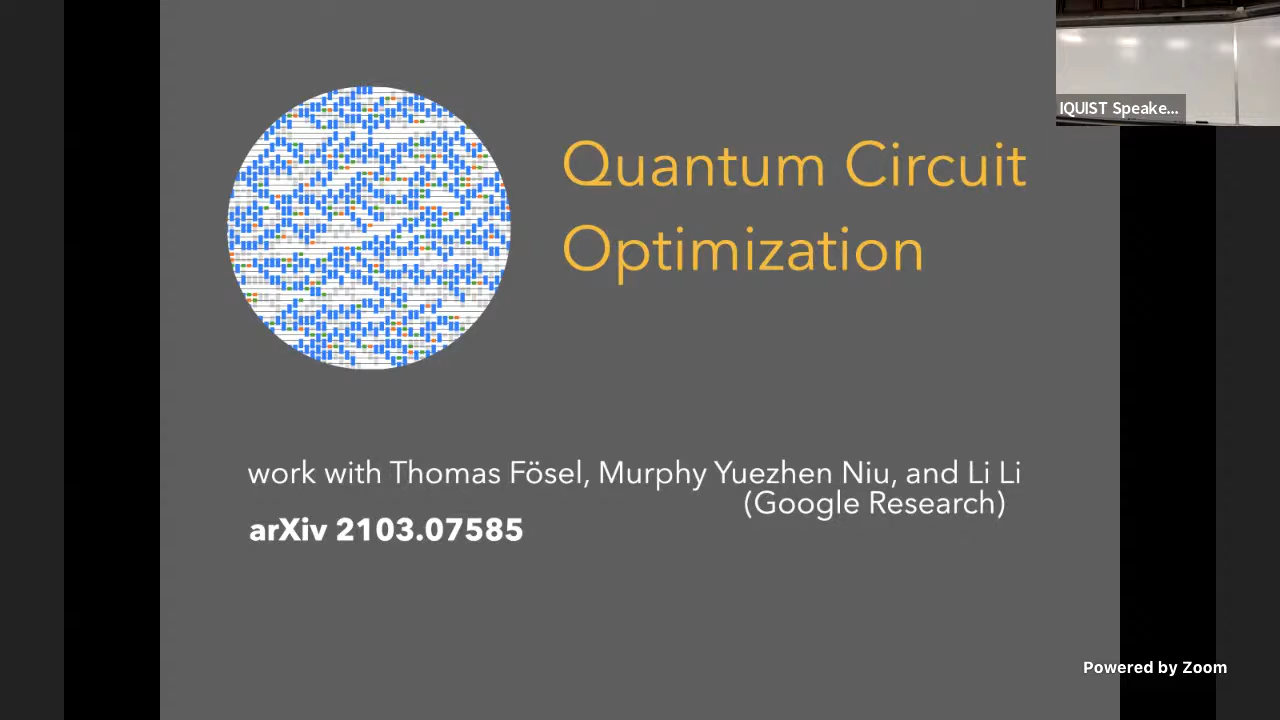 IQUIST Speake...
Quantum Circuit
Optimization
work with Thomas Fösel, Murphy Yuezhen Niu, and Li Li
(Google Research)
arXiv 2103.07585
Powered by Zoom